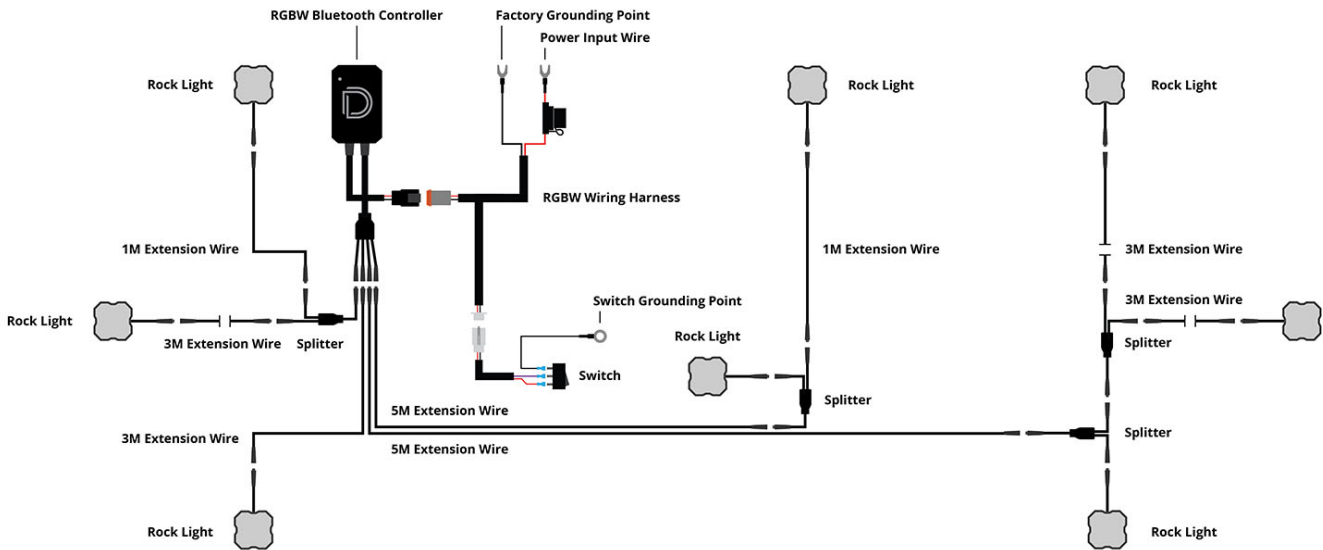 RGBW Bluetooth Controller
Factory Grounding Point
Power Input Wire
Rock Light
Rock Light
Rock Light
RGBW Wiring Harness
1M Extension Wire
1M Extension Wire
3M Extension Wire
3M Extension Wire
Switch Grounding Point
Rock Light
3M Extension Wire
Splitter
Rock Light
Splitter
Switch
Splitter
5M Extension Wire
3M Extension Wire
5M Extension Wire
Splitter
Rock Light
Rock Light